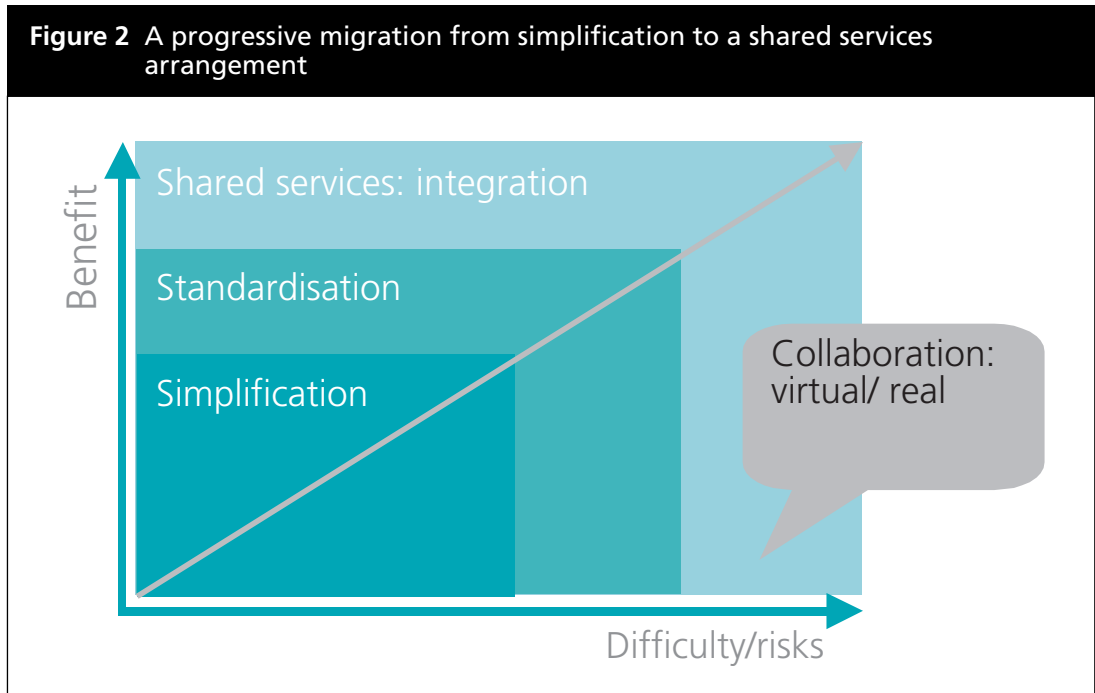 Figure 2 A progressive migration from simplification to a shared services
arrangement
Benefit
Shared services: integration
Standardisation
Simplification
Collaboration:
virtual/ real
Difficulty/risks